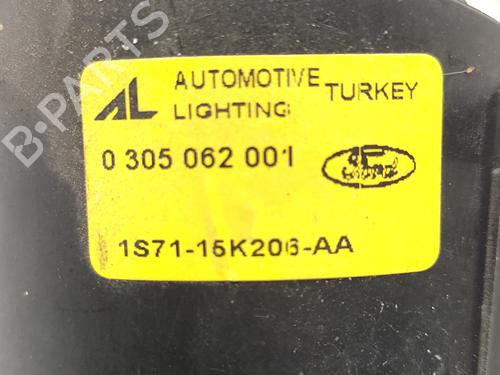 AL AUTOMOTIVE LIGHTING TURKEY
0 305 062 001 Ford
1S71-15K206-AA
B-PARTS